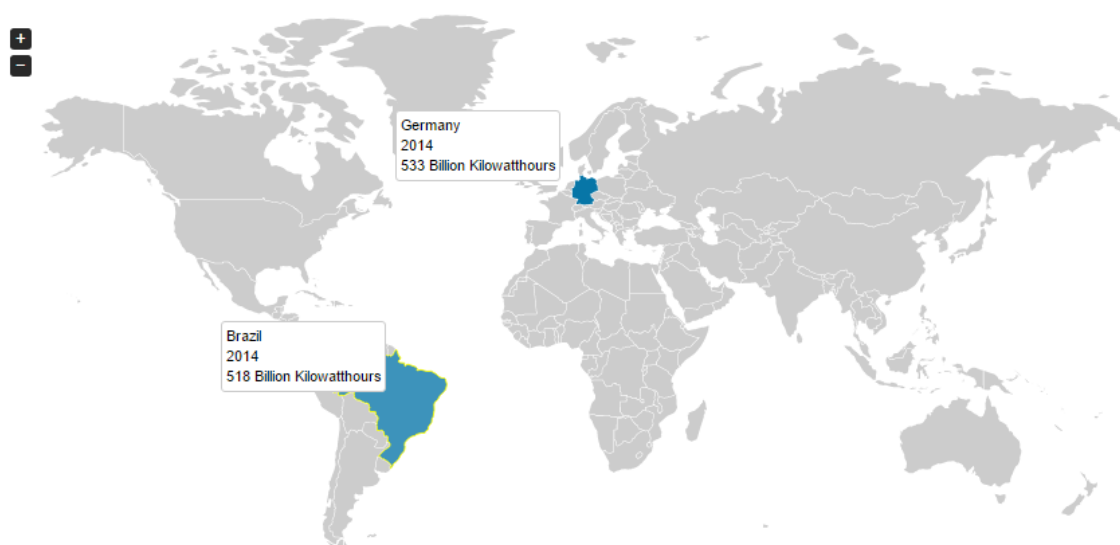 +
−
Germany
2014
533 Billion Kilowatthours
Brazil
2014
518 Billion Kilowatthours